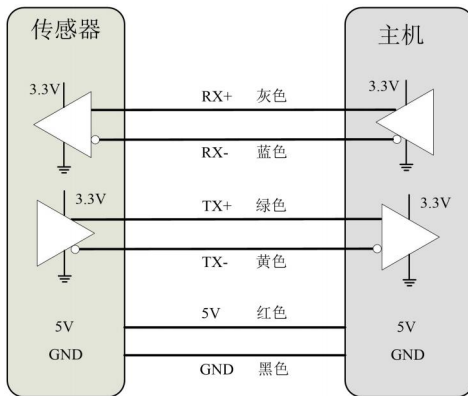 传感器
主机
3.3V
RX+ 灰色
3.3V
RX- 蓝色
3.3V
TX+ 绿色
3.3V
TX- 黄色
5V
5V 红色
5V
GND
GND 黑色
GND